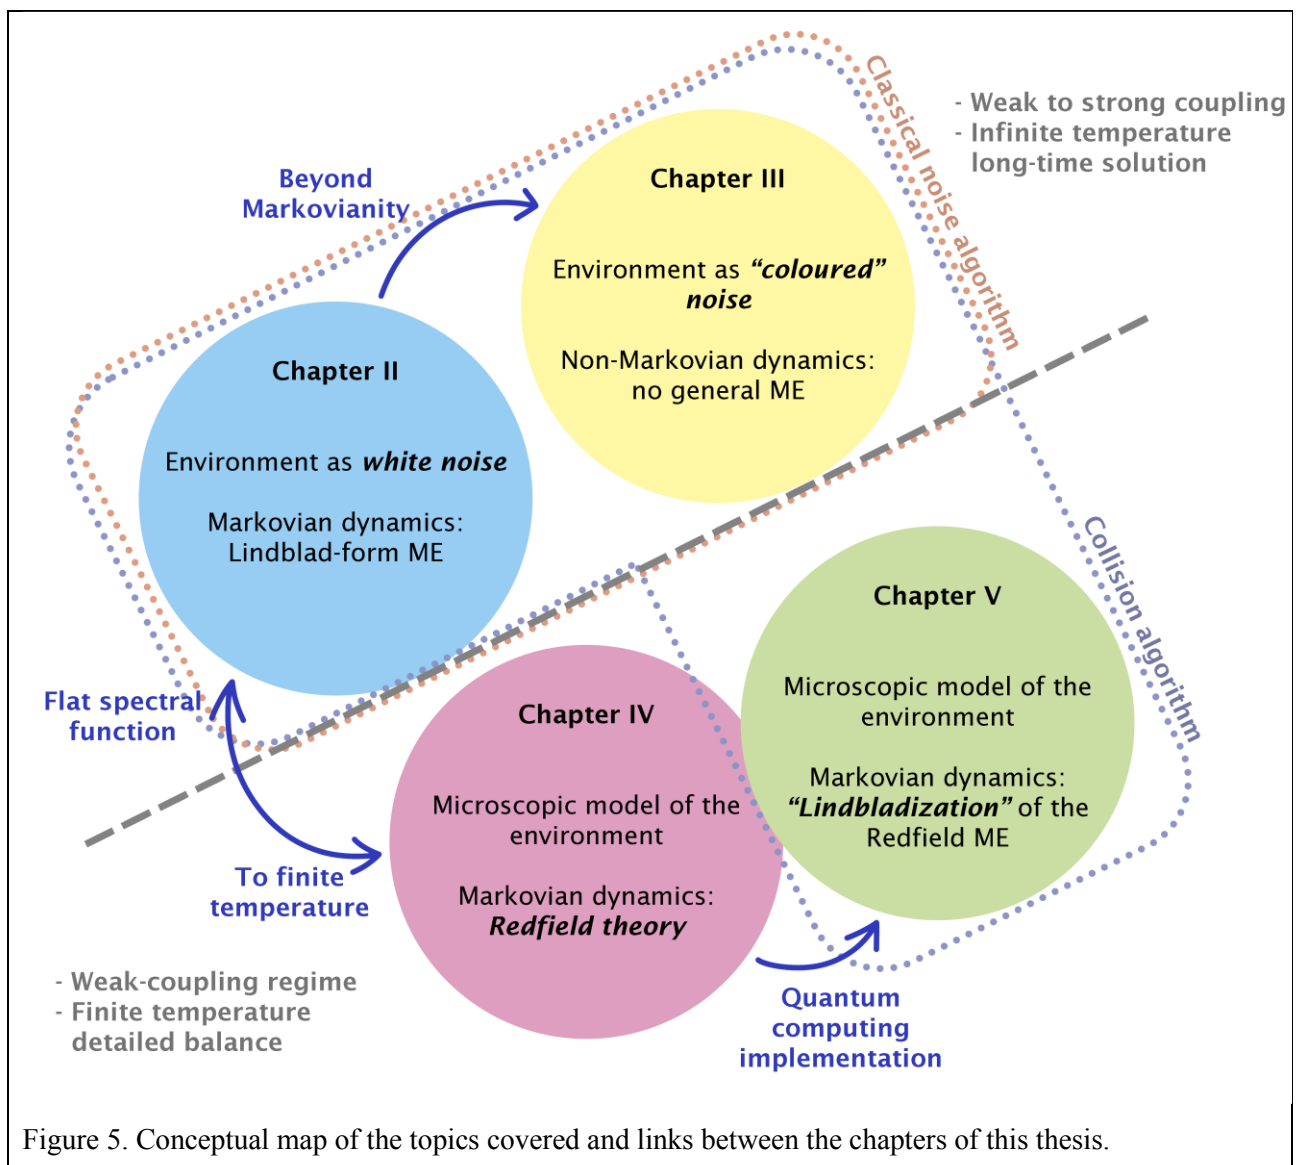 Classical noise algorithm
- Weak to strong coupling
- Infinite temperature
long-time solution
Beyond
Markovianity
Chapter III
Environment as “coloured”
noise
Non-Markovian dynamics:
no general ME
Chapter II
Environment as white noise
Markovian dynamics:
Lindblad-form ME
Collision algorithm
Chapter V
Microscopic model of the
environment
Markovian dynamics:
“Lindbladization” of the
Redfield ME
Flat spectral
function
Chapter IV
Microscopic model of the
environment
Markovian dynamics:
Redfield theory
To finite
temperature
- Weak-coupling regime
- Finite temperature
detailed balance
Quantum
computing
implementation
Figure 5. Conceptual map of the topics covered and links between the chapters of this thesis.